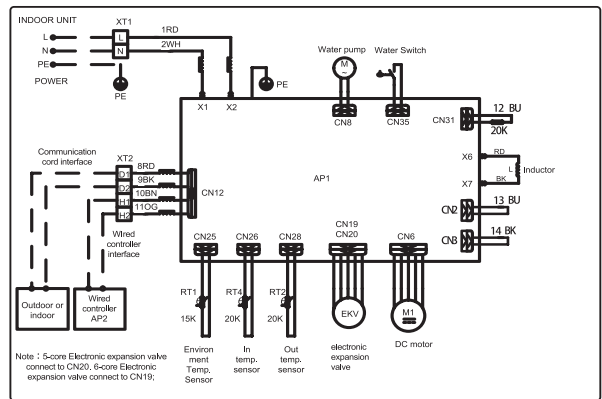 INDOOR UNIT
XT1
L
L
N
N
PE
POWER
PE
1RD
2WH
X1
X2
PE
Water pump
M
~
CN8
Water Switch
CN35
CN31
12 BU
20K
X6
RD
L
Inductor
X7
BK
CN2
13 BU
CN3
14 BK
AP1
Communication
cord interface
XT2
D1
8RD
D2
9BK
H1
10BN
H2
11OG
CN12
Wired
controller
interface
Outdoor or
indoor
Wired
controller
AP2
CN25
CN26
CN28
CN19
CN20
CN6
RT1
15K
RT4
20K
RT2
20K
EKV
M1
Environ
ment
Temp.
Sensor
In
temp.
sensor
Out
temp.
sensor
electronic
expansion
valve
DC motor
Note：5-core Electronic expansion valve
connect to CN20. 6-core Electronic
expansion valve connect to CN19;